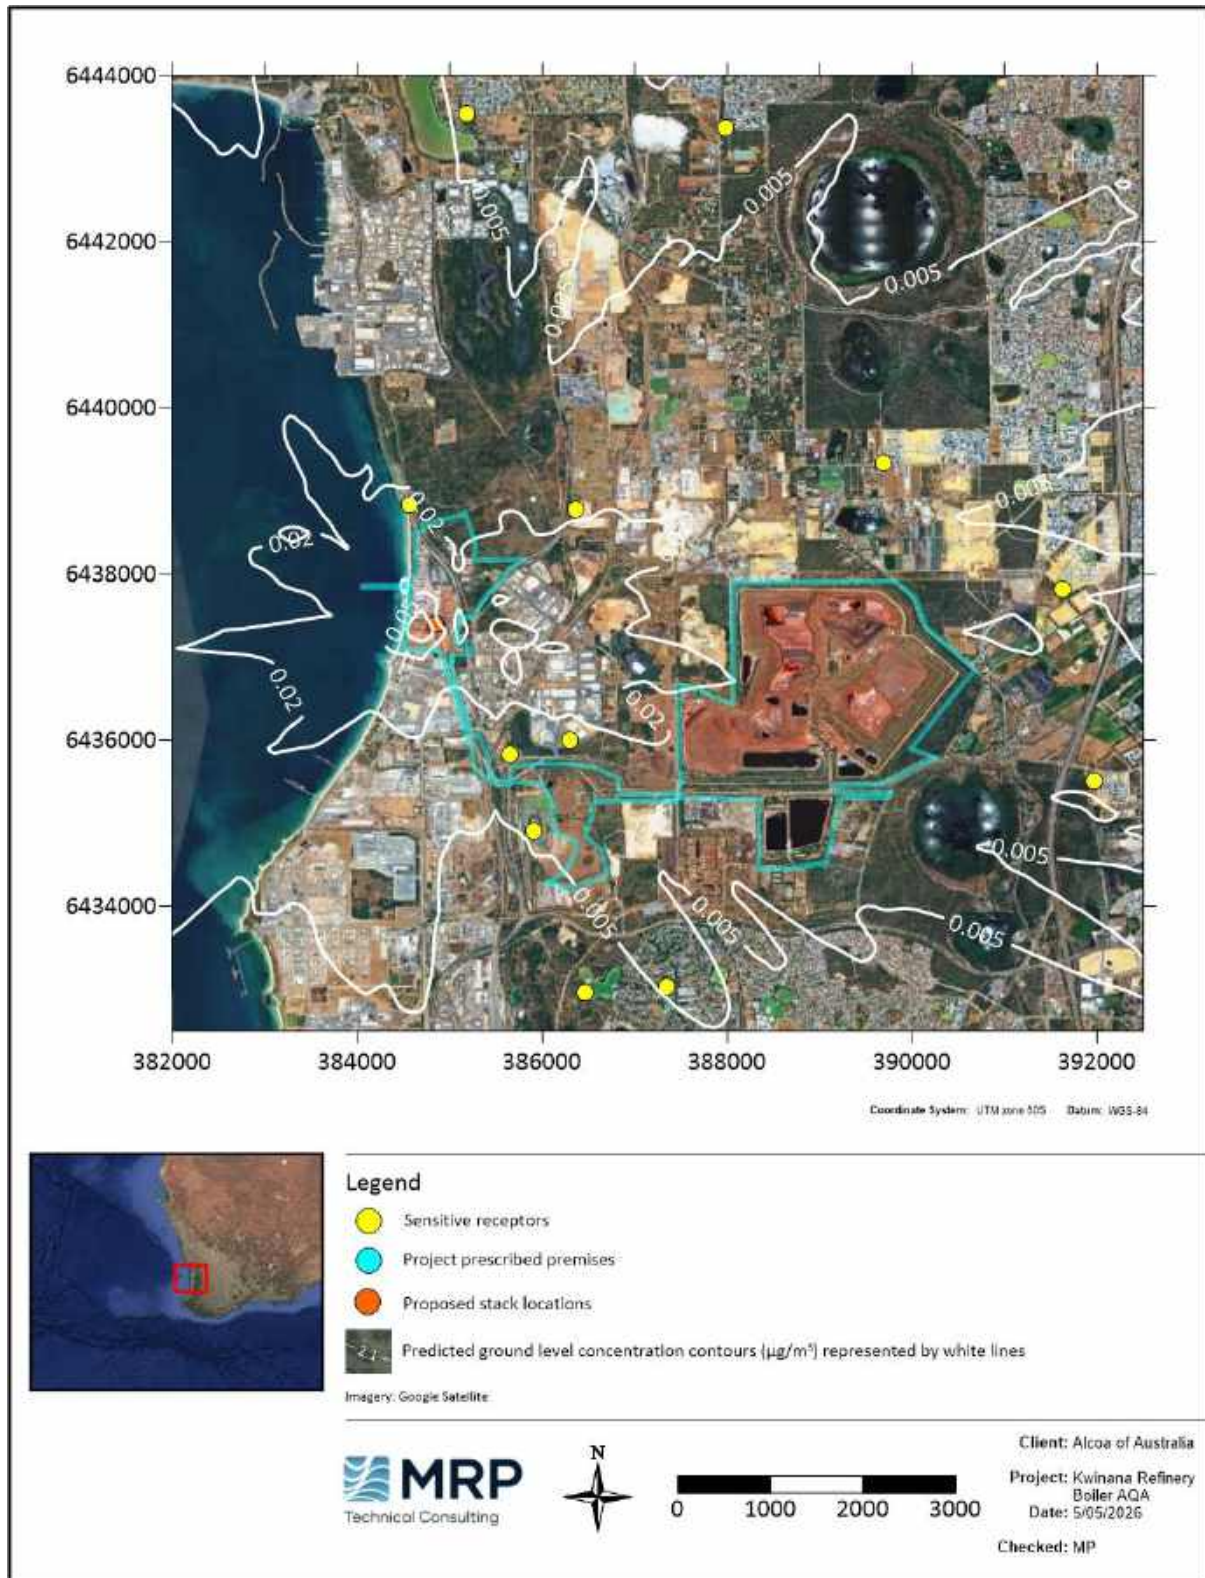 6444000
0.005
0.005
0.005
6442000
0.005
6440000
0.005
0.02
0.02
6438000
0.02
0.02
6436000
0.005
6434000
0.005
0.005
0.005
382000 384000 386000 388000 390000 392000
Coordinate System: UTM zone 50S Datum: WGS-84
Legend
Sensitive receptors
Project prescribed premises
Proposed stack locations
2.1
Predicted ground level concentration contours (µg/m³) represented by white lines
Imagery: Google Satellite
MRP
Technical Consulting
N
0 1000 2000 3000
Client: Alcoa of Australia
Project: Kwinana Refinery
Boiler AQA
Date: 5/05/2026
Checked: MP